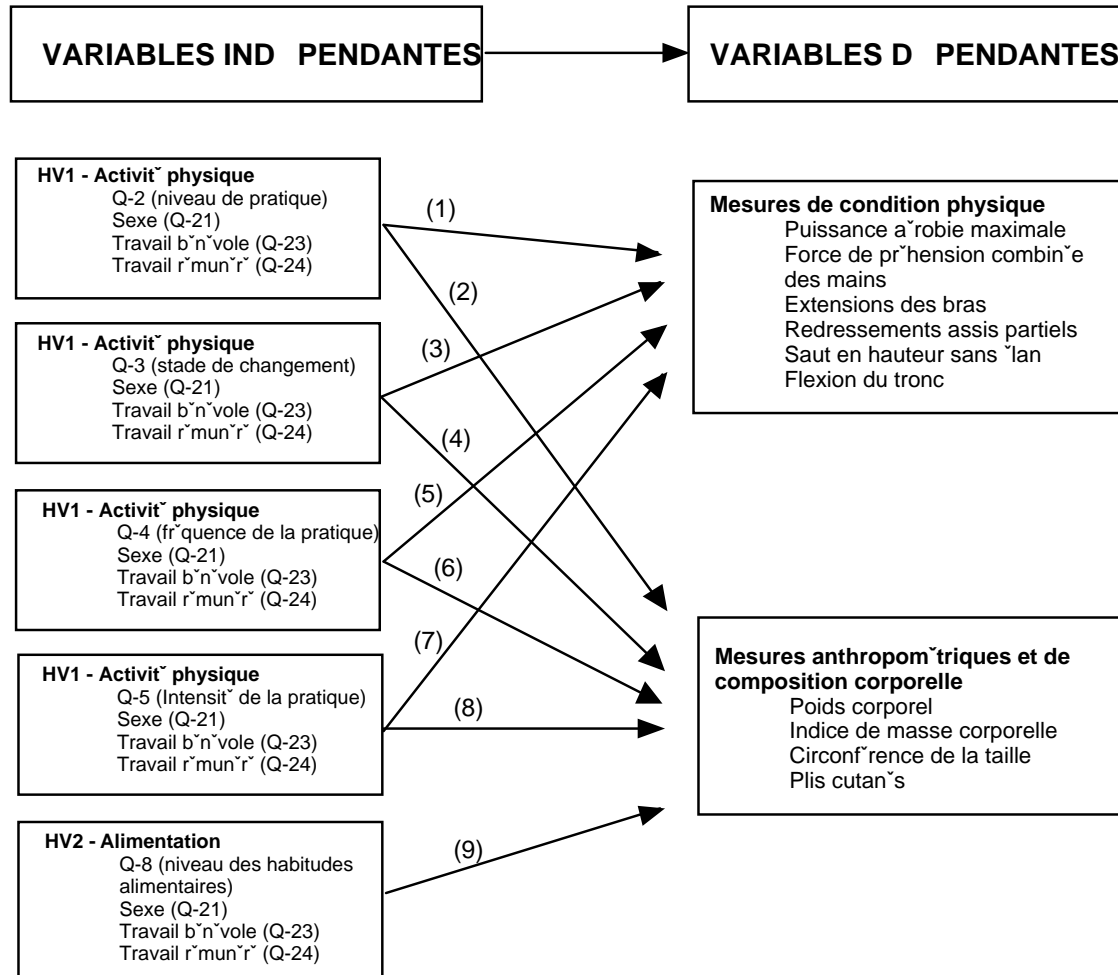 VARIABLES IND PENDANTES
VARIABLES D PENDANTES
HV1 - Activitˇ physique
Q-2 (niveau de pratique)
Sexe (Q-21)
Travail bˇnˇvole (Q-23)
Travail rˇmunˇrˇ (Q-24)
HV1 - Activitˇ physique
Q-3 (stade de changement)
Sexe (Q-21)
Travail bˇnˇvole (Q-23)
Travail rˇmunˇrˇ (Q-24)
HV1 - Activitˇ physique
Q-4 (frˇquence de la pratique)
Sexe (Q-21)
Travail bˇnˇvole (Q-23)
Travail rˇmunˇrˇ (Q-24)
HV1 - Activitˇ physique
Q-5 (Intensitˇ de la pratique)
Sexe (Q-21)
Travail bˇnˇvole (Q-23)
Travail rˇmunˇrˇ (Q-24)
HV2 - Alimentation
Q-8 (niveau des habitudes
alimentaires)
Sexe (Q-21)
Travail bˇnˇvole (Q-23)
Travail rˇmunˇrˇ (Q-24)
(1)
(2)
(3)
(4)
(5)
(6)
(7)
(8)
(9)
Mesures de condition physique
Puissance aˇrobie maximale
Force de prˇhension combinˇe
des mains
Extensions des bras
Redressements assis partiels
Saut en hauteur sans ˇlan
Flexion du tronc
Mesures anthropomˇtriques et de
composition corporelle
Poids corporel
Indice de masse corporelle
Circonfˇrence de la taille
Plis cutanˇs